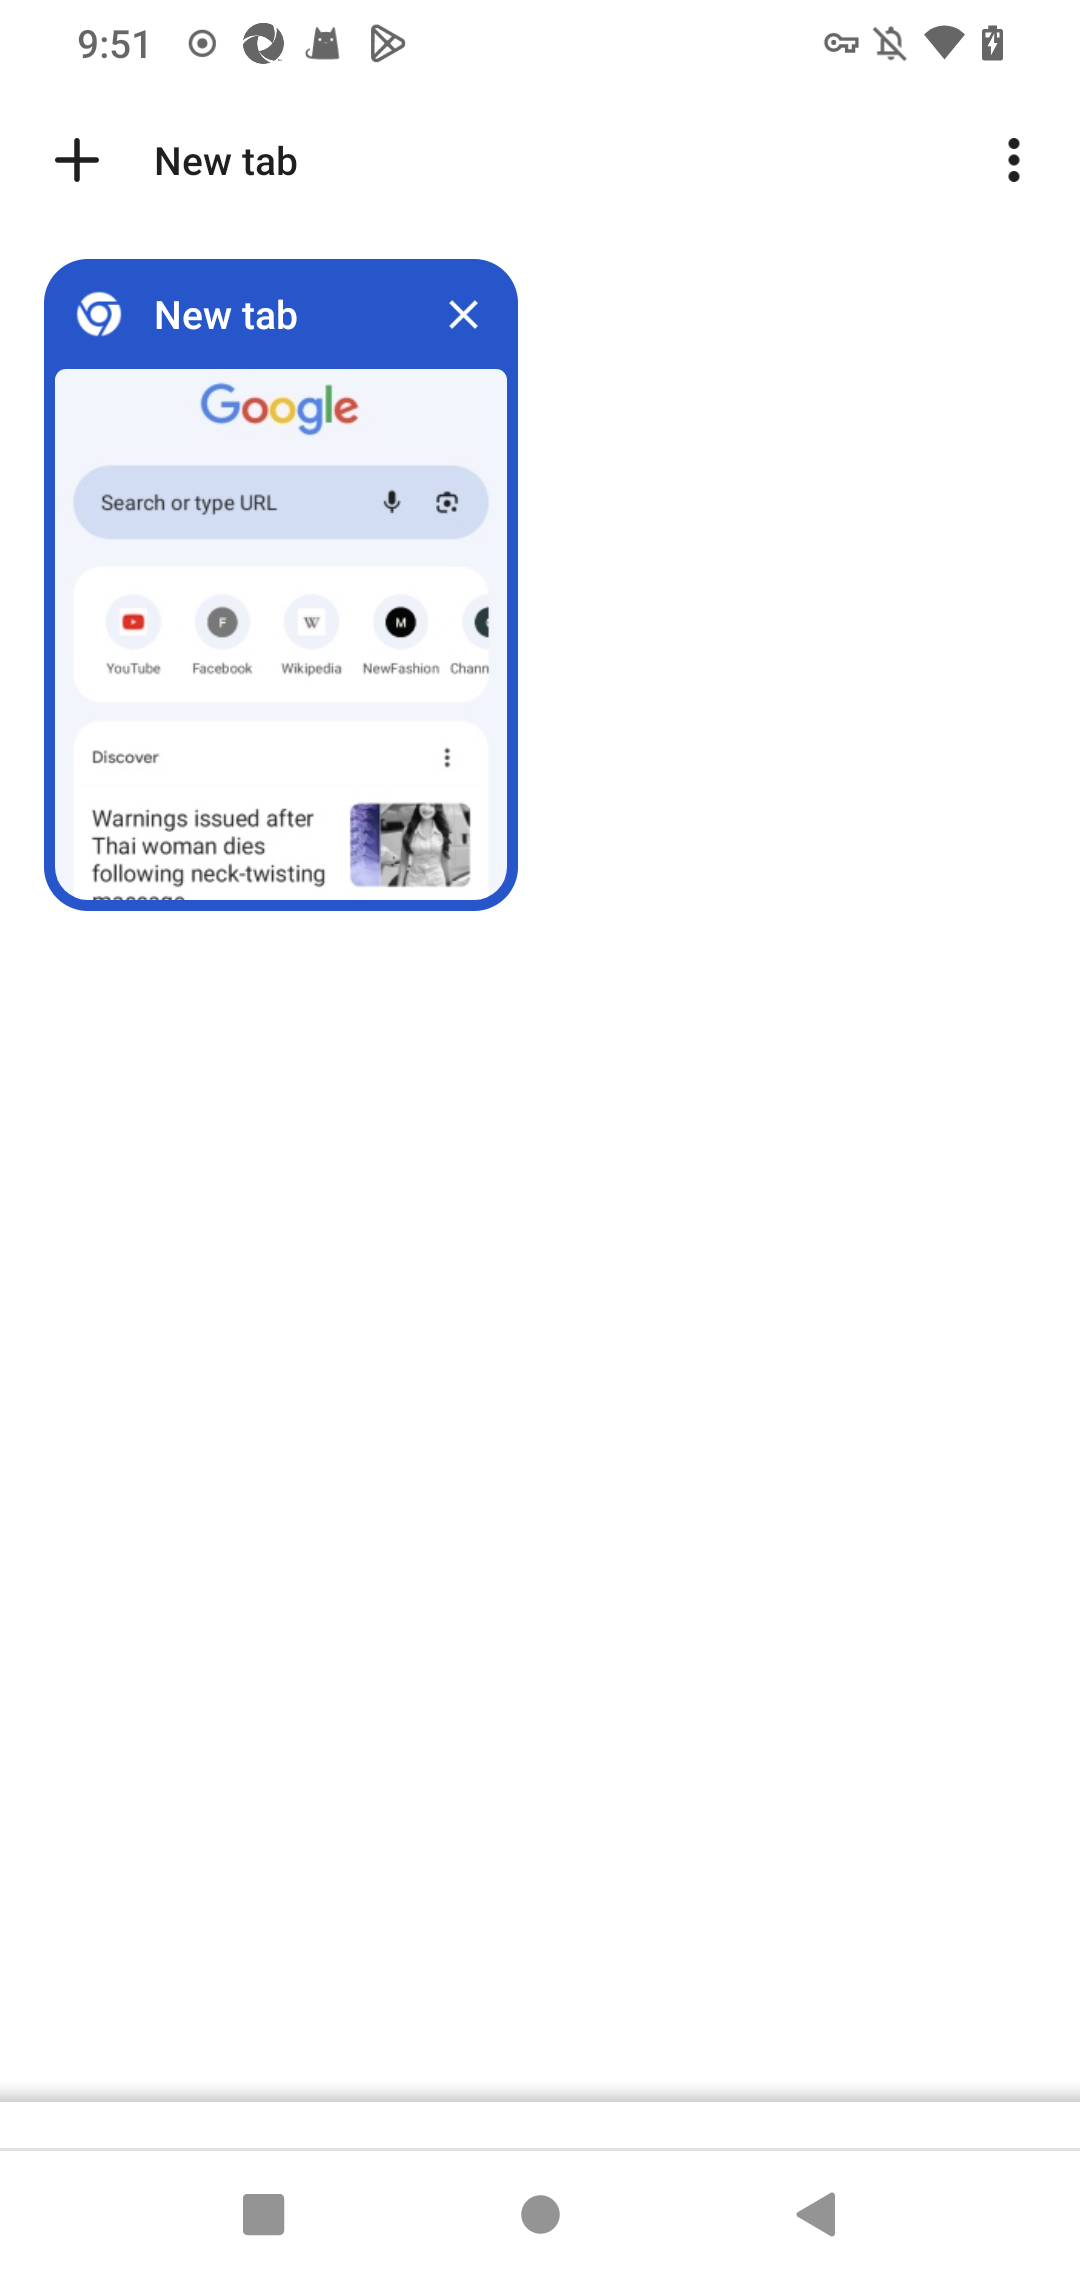 9:51
New tab
New tab
Google
Search or type URL
F
W
M
YouTube
Facebook
Wikipedia
NewFashion
Chann
Discover
Warnings issued after
Thai woman dies
following neck-twisting